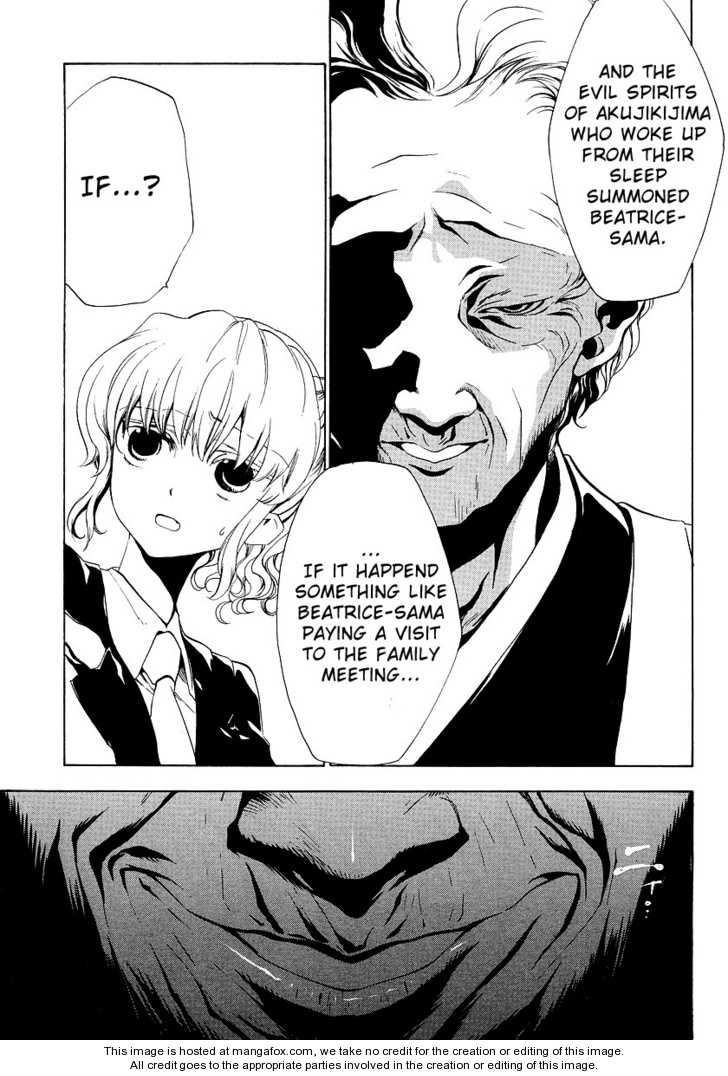 AND THE
EVIL SPIRITS
OF AKUJIKIJIMA
WHO WOKE UP
FROM THEIR
SLEEP
SUMMONED
BEATRICE-
SAMA.
...
IF IT HAPPEND
SOMETHING LIKE
BEATRICE-SAMA
PAYING A VISIT
TO THE FAMILY
MEETING...
IF...?
This image is hosted at mangafox.com, we take no credit for the creation or editing of this image.
All credit goes to the appropriate parties involved in the creation or editing of this image.